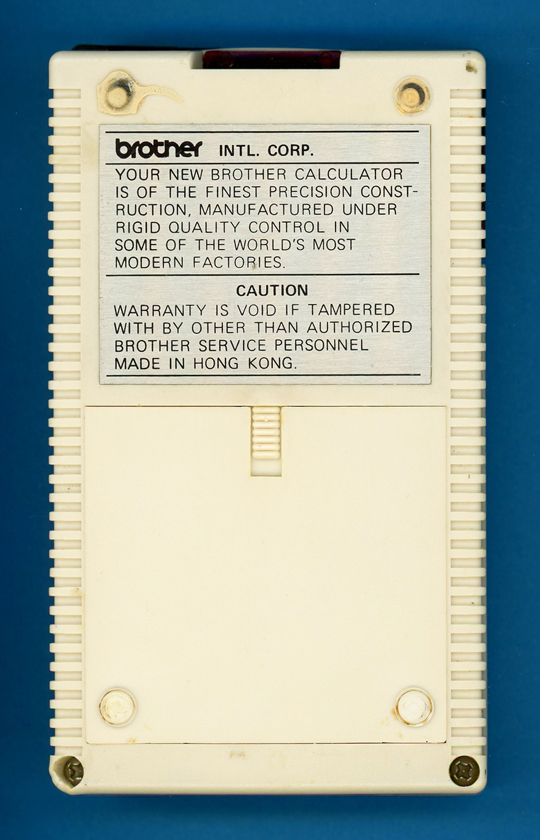 brother INTL. CORP.
YOUR NEW BROTHER CALCULATOR
IS OF THE FINEST PRECISION CONST-
RUCTION, MANUFACTURED UNDER
RIGID QUALITY CONTROL IN
SOME OF THE WORLD'S MOST
MODERN FACTORIES.
CAUTION
WARRANTY IS VOID IF TAMPERED
WITH BY OTHER THAN AUTHORIZED
BROTHER SERVICE PERSONNEL
MADE IN HONG KONG.